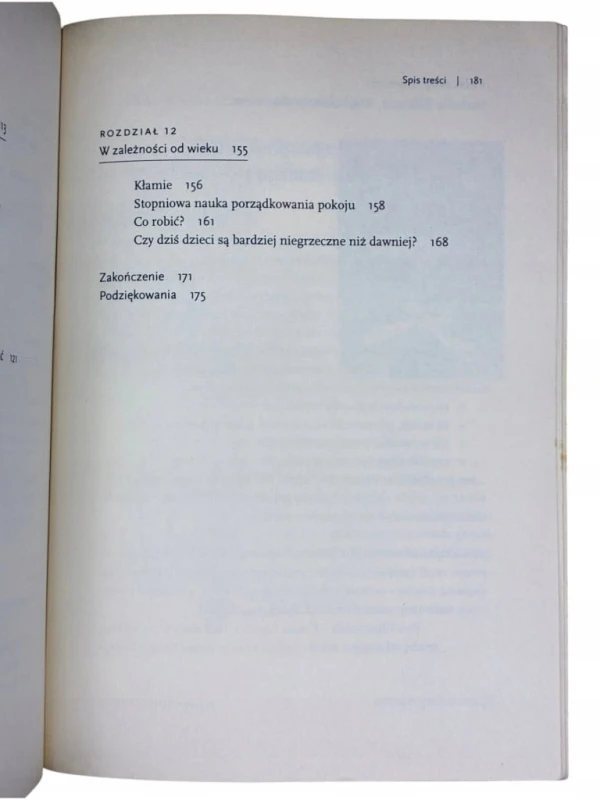 Spis treści | 181
ROZDZIAŁ 12
W zależności od wieku 155
Kłamie 156
Stopniowa nauka porządkowania pokoju 158
Co robić? 161
Czy dziś dzieci są bardziej niegrzeczne niż dawniej? 168
Zakończenie 171
Podziękowania 175
ć 121